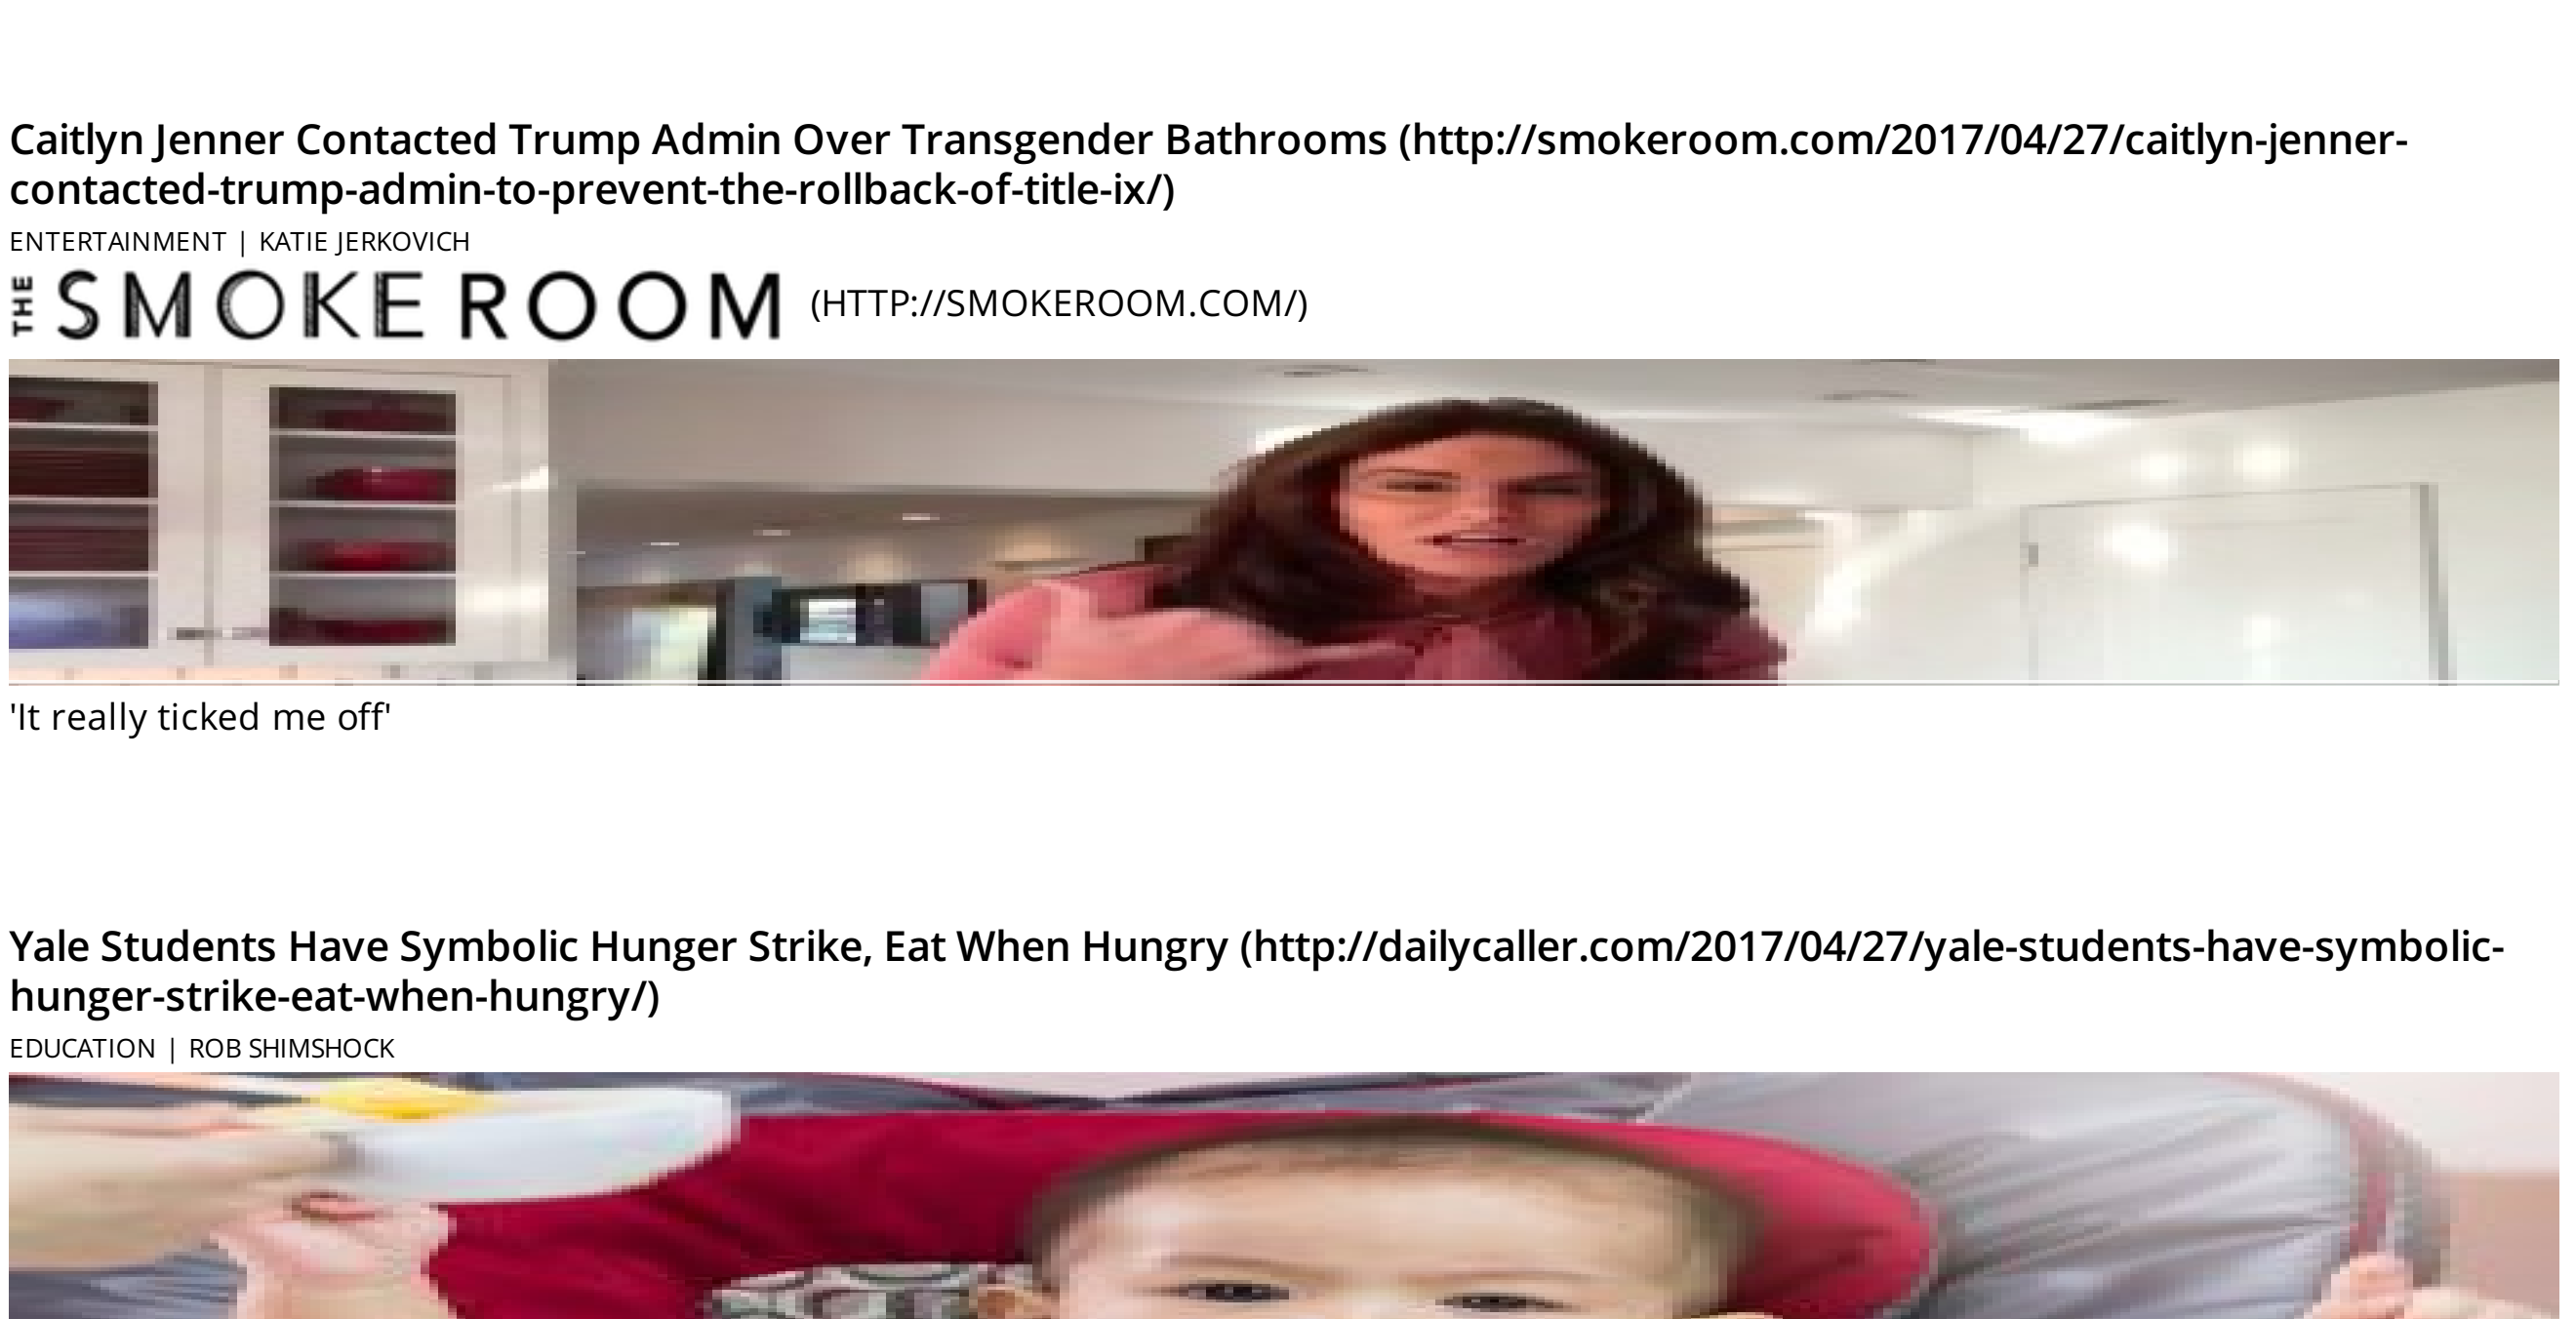 Caitlyn Jenner Contacted Trump Admin Over Transgender Bathrooms (http://smokeroom.com/2017/04/27/caitlyn-jenner-
contacted-trump-admin-to-prevent-the-rollback-of-title-ix/)
ENTERTAINMENT | KATIE JERKOVICH
THE SMOKE ROOM (HTTP://SMOKEROOM.COM/)
'It really ticked me off'
Yale Students Have Symbolic Hunger Strike, Eat When Hungry (http://dailycaller.com/2017/04/27/yale-students-have-symbolic-
hunger-strike-eat-when-hungry/)
EDUCATION | ROB SHIMSHOCK